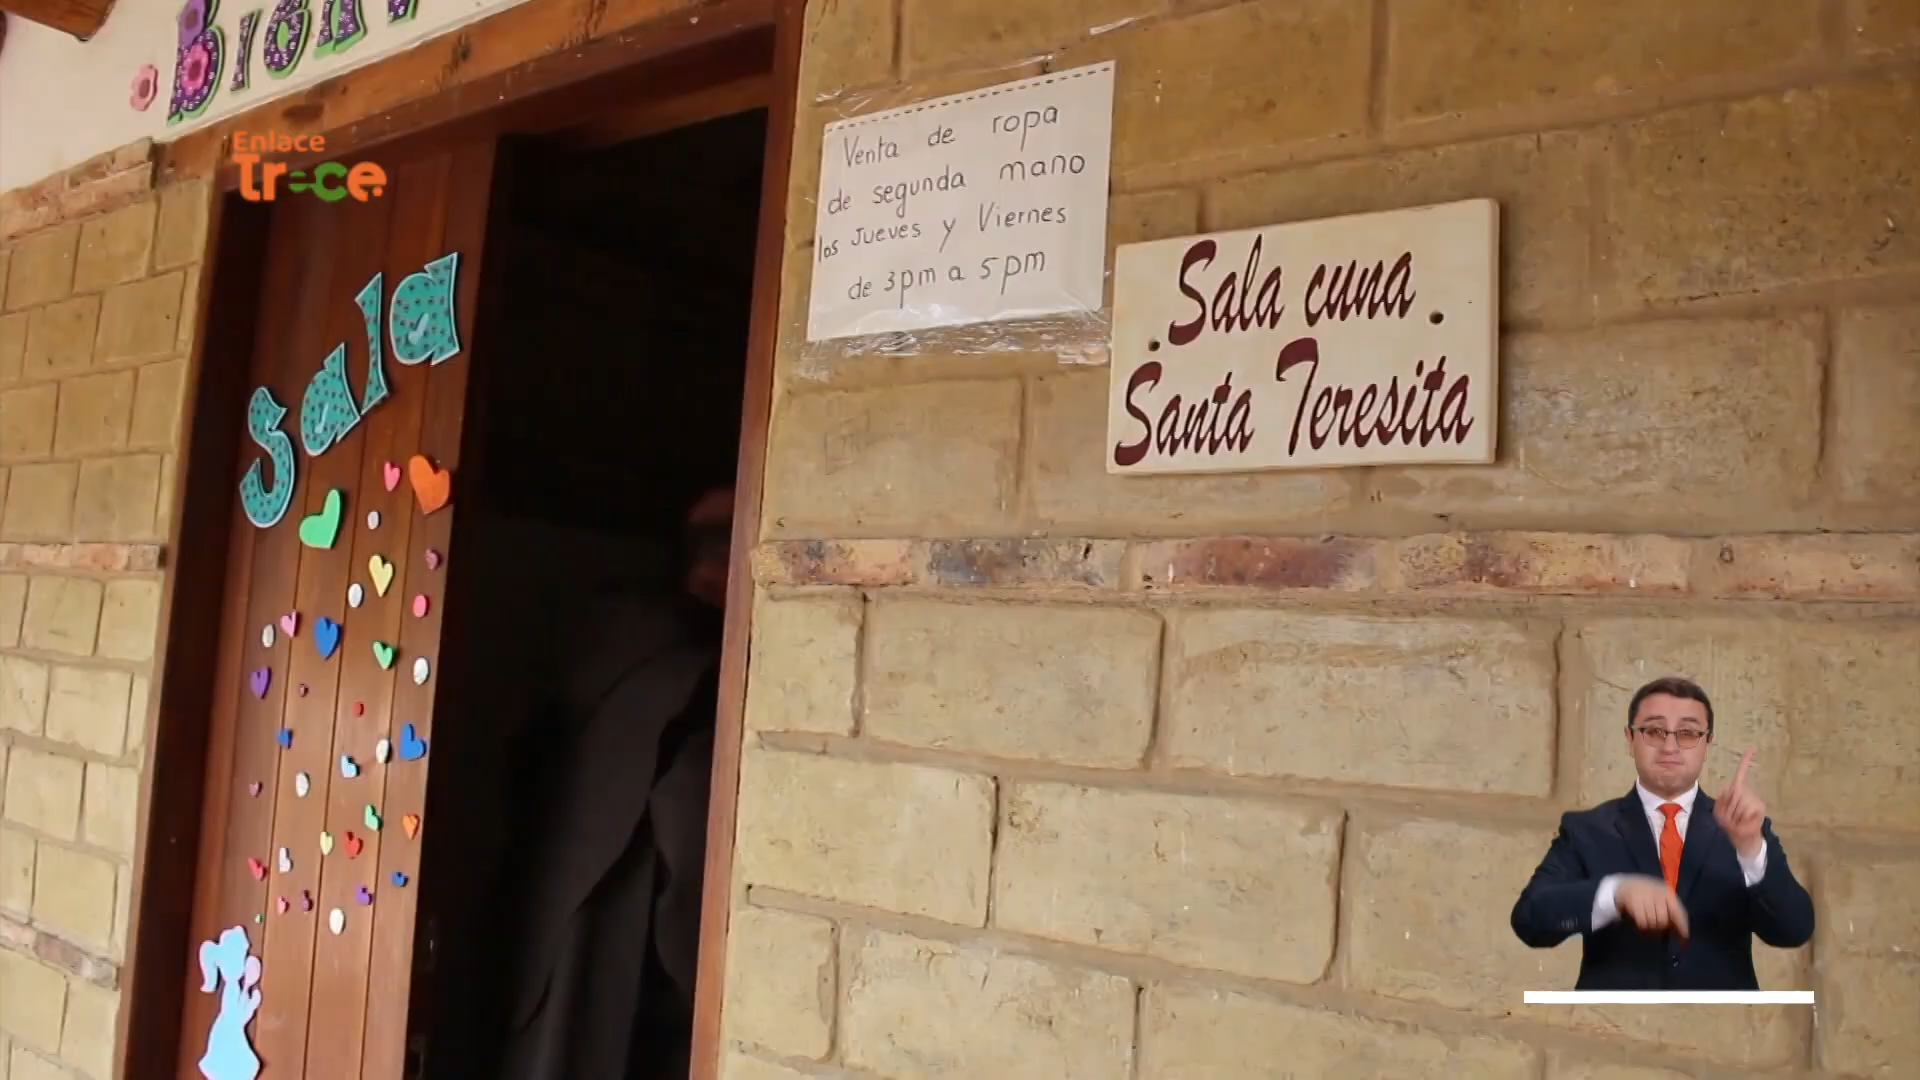 Enlace
trece
Venta de ropa
de segunda mano
los Jueves y Viernes
de 3pm a 5pm
Sala cuna
Santa Teresita
Sala